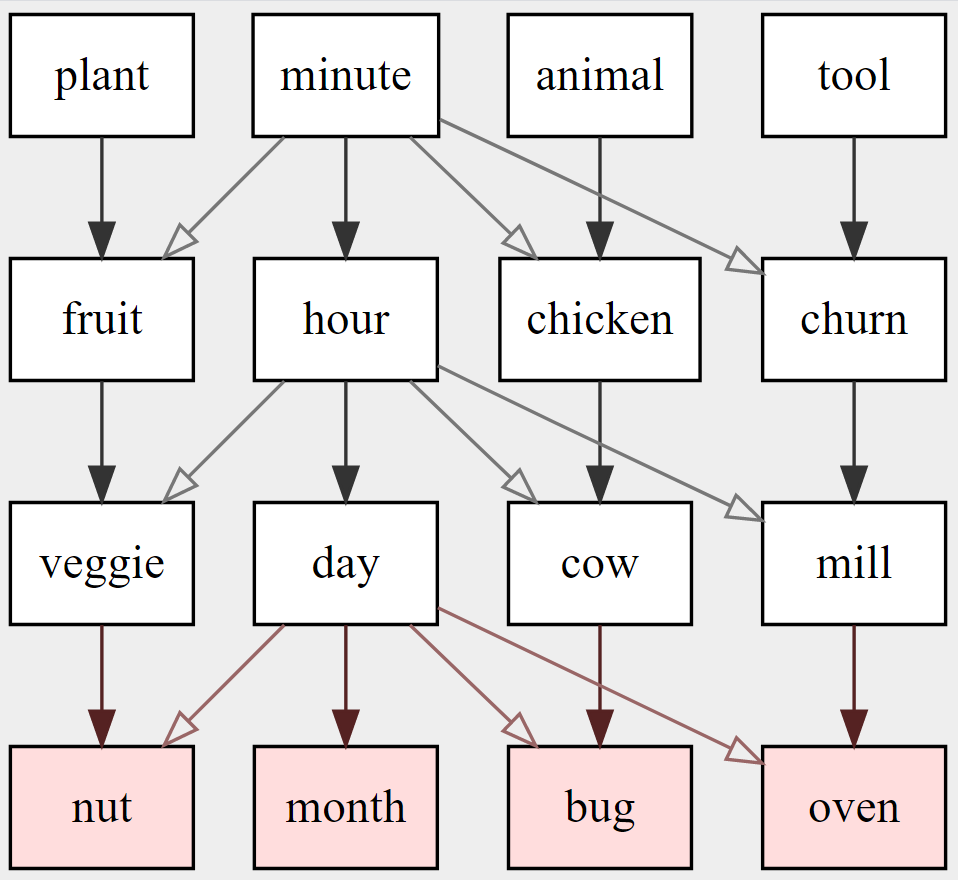 plant
minute
animal
tool
fruit
hour
chicken
churn
veggie
day
cow
mill
nut
month
bug
oven